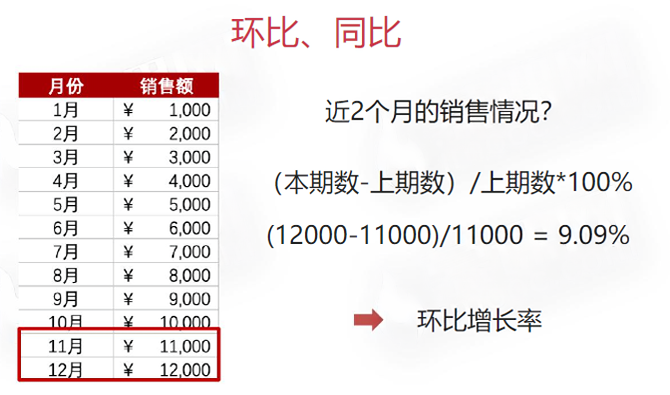 环比、同比
月份 销售额
1月 ¥ 1,000
2月 ¥ 2,000
3月 ¥ 3,000
4月 ¥ 4,000
5月 ¥ 5,000
6月 ¥ 6,000
7月 ¥ 7,000
8月 ¥ 8,000
9月 ¥ 9,000
10月 ¥ 10,000
11月 ¥ 11,000
12月 ¥ 12,000
近2个月的销售情况?
(本期数-上期数）/上期数*100%
(12000-11000)/11000 = 9.09%
环比增长率